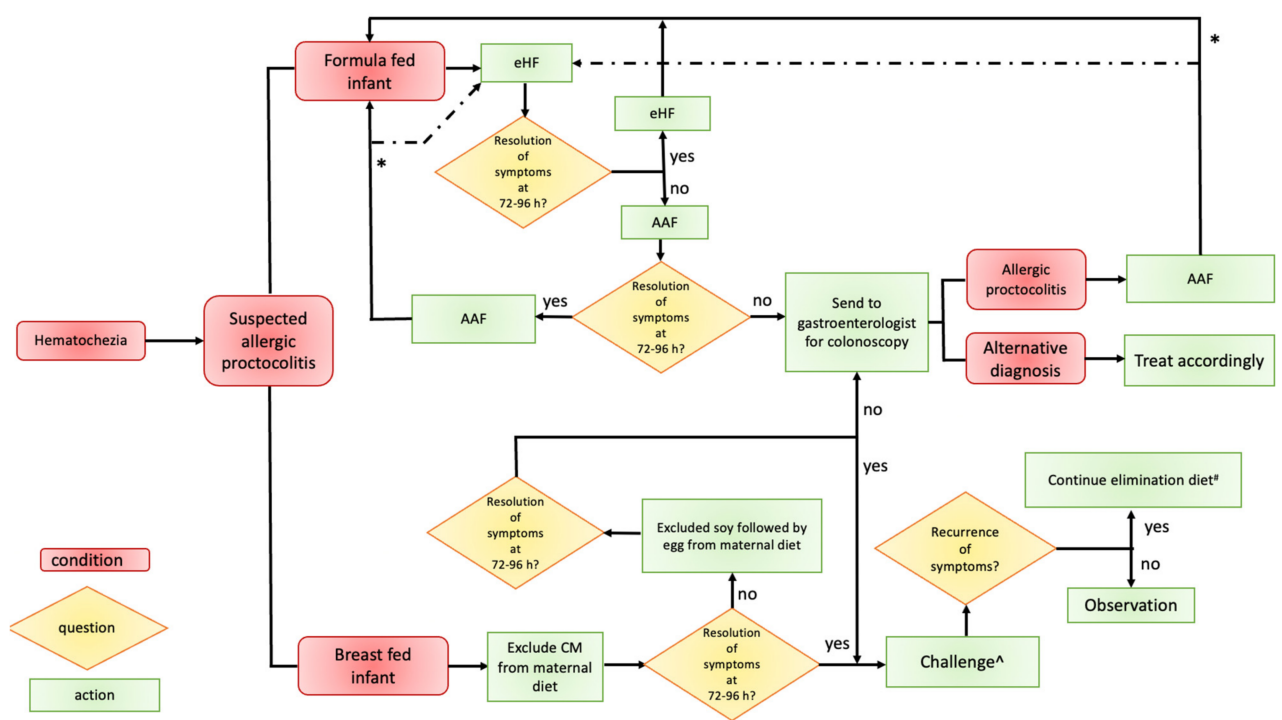 Formula fed
infant
eHF
*
eHF
Resolution
of
symptoms
at
72-96 h?
yes
no
*
AAF
Hematochezia
Suspected
allergic
proctocolitis
AAF
yes
Resolution
of
symptoms
at
72-96 h?
no
Send to
gastroenterologist
for colonoscopy
Allergic
proctocolitis
AAF
Alternative
diagnosis
Treat accordingly
no
yes
Resolution
of
symptoms
at
72-96 h?
Excluded soy followed by
egg from maternal diet
no
Breast fed
infant
Exclude CM
from maternal
diet
Resolution
of
symptoms
at
72-96 h?
yes
Challenge^
Recurrence
of
symptoms?
Continue elimination diet#
yes
no
Observation
condition
question
action